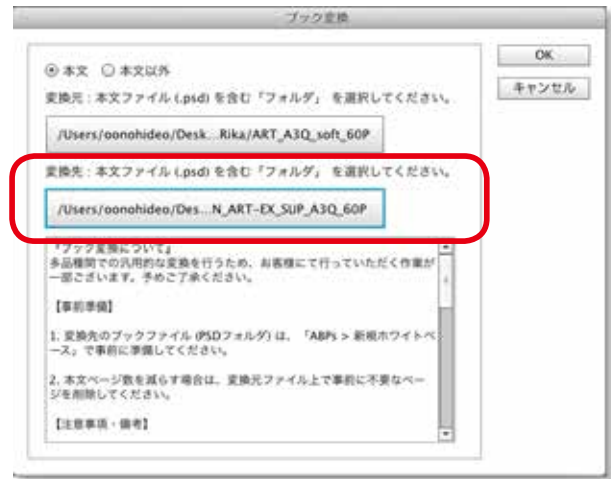 ブック変換
本文 本文以外
OK
キャンセル
変換元：本文ファイル (.psd) を含む「フォルダ」 を選択してください。
/Users/oonohideo/Desk...Rika/ART_A3Q_soft_60P
変換先：本文ファイル (.psd) を含む「フォルダ」 を選択してください。
/Users/oonohideo/Des...N_ART-EX_SUP_A3Q_60P
『ブック変換について』
多品種間での汎用的な変換を行うため、お客様にて行っていただく作業が
一部ございます。予めご了承ください。
【事前準備】
1. 変換先のブックファイル (PSDフォルダ) は、「ABPs > 新規ホワイトベ
ース」で事前に準備してください。
2. 本文ページ数を減らす場合は、変換元ファイル上で事前に不要なペー
ジを削除してください。
【注意事項・備考】